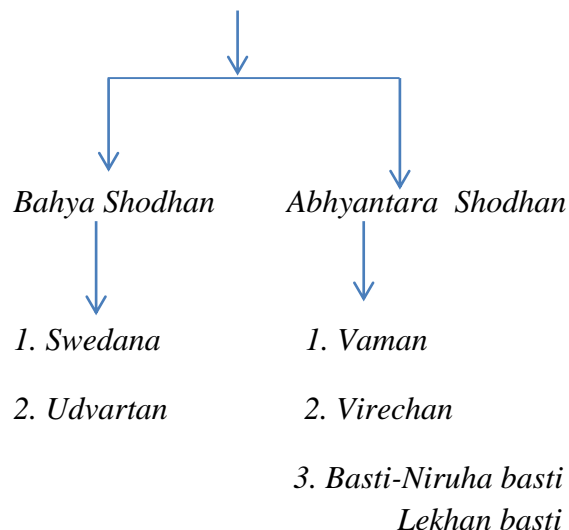 Bahya Shodhan
Abhyantara Shodhan
1. Swedana
2. Udvartan
1. Vaman
2. Virechan
3. Basti-Niruha basti
Lekhan basti